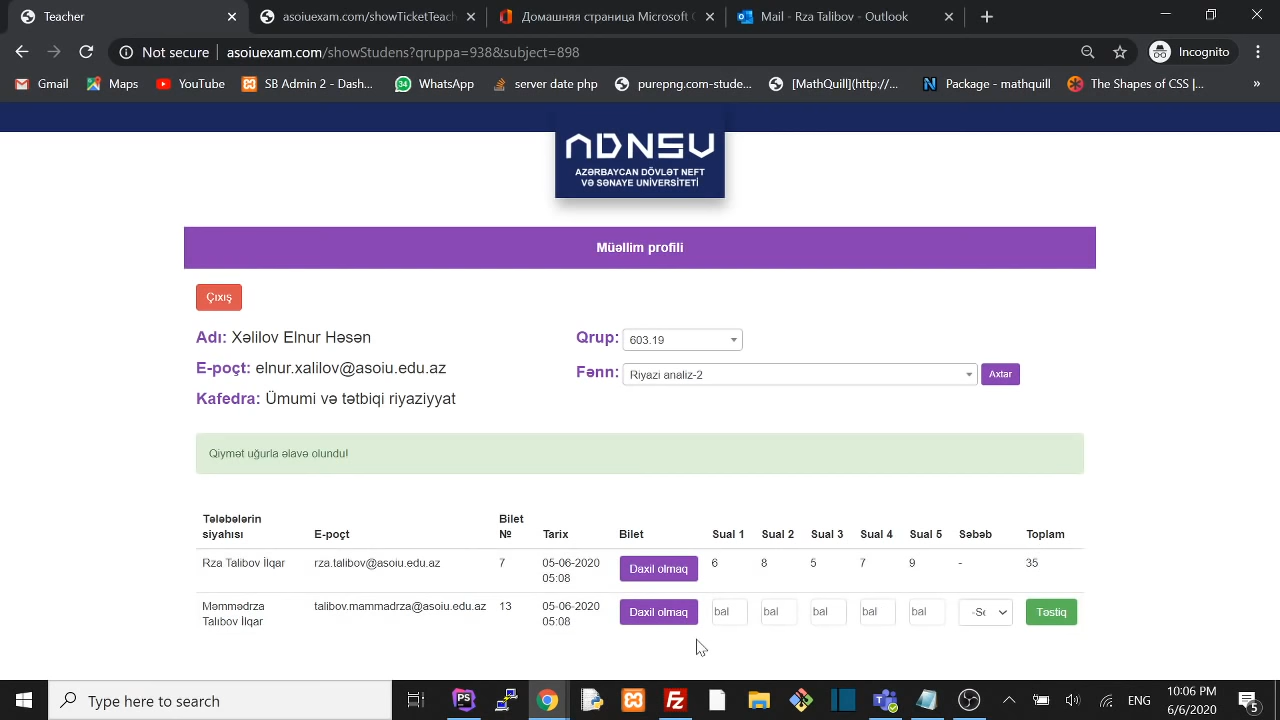 Teacher
asoiuexam.com/showTicketTeach
Домашняя страница Microsoft
Mail - Rza Talibov - Outlook
Not secure
asoiuexam.com/showStudens?qruppa=938&subject=898
Incognito
Gmail
Maps
YouTube
SB Admin 2 - Dash...
WhatsApp
server date php
purepng.com-stude...
[MathQuill](http://...
Package - mathquill
The Shapes of CSS |...
»
ADNSU
AZƏRBAYCAN DÖVLƏT NEFT
VƏ SƏNAYE UNİVERSİTETİ
Müəllim profili
Çıxış
Adı: Xəlilov Elnur Həsən
Qrup: 603.19
E-poçt: elnur.xalilov@asoiu.edu.az
Fənn: Riyazi analiz-2 Axtar
Kafedra: Ümumi və tətbiqi riyaziyyat
Qiymət uğurla əlavə olundu!
Tələbələrin siyahısı E-poçt Bilet № Tarix Bilet Sual 1 Sual 2 Sual 3 Sual 4 Sual 5 Səbəb Toplam
Rza Talibov İlqar rza.talibov@asoiu.edu.az 7 05-06-2020 05:08 Daxil olmaq 6 8 5 7 9 - 35
Məmmədrza Talıbov İlqar talibov.mammadrza@asoiu.edu.az 13 05-06-2020 05:08 Daxil olmaq bal bal bal bal bal -Se Təstiq
Type here to search
ENG
10:06 PM
6/6/2020
5